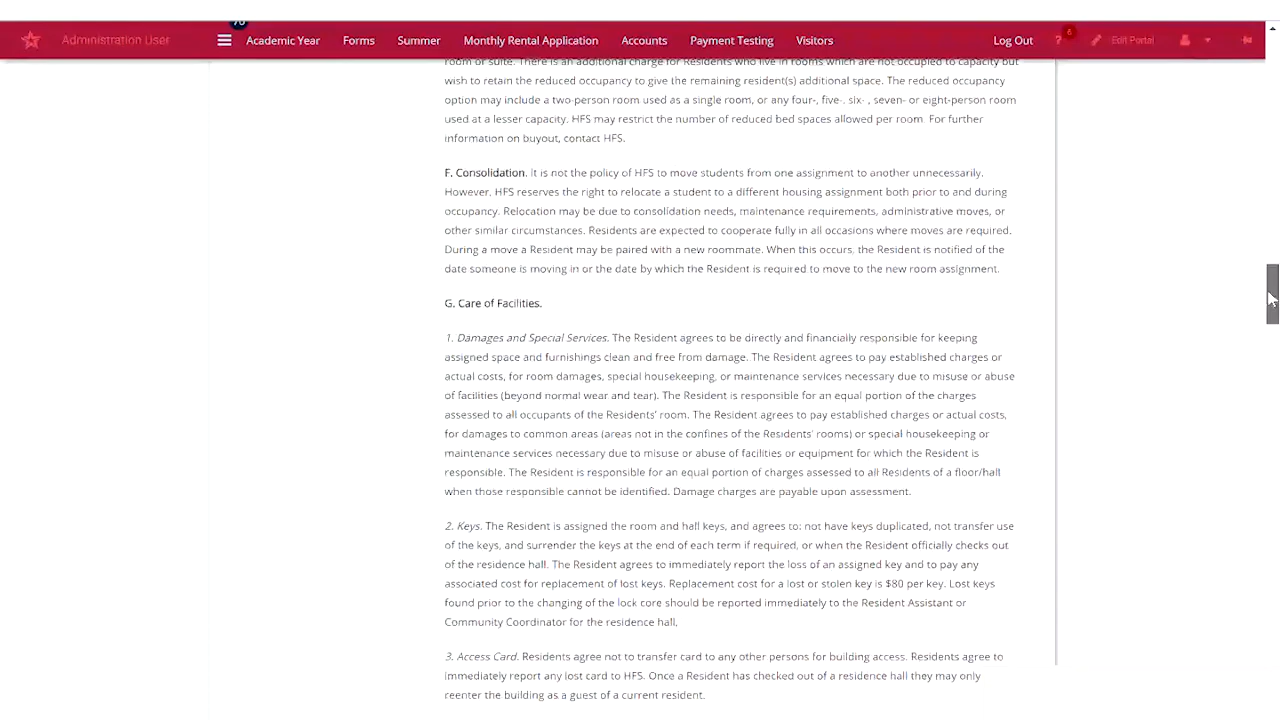 70
Administration User
Academic Year
Forms
Summer
Monthly Rental Application
Accounts
Payment Testing
Visitors
Log Out
?
6
Edit Portal
room or suite. There is an additional charge for Residents who live in rooms which are not occupied to capacity but
wish to retain the reduced occupancy to give the remaining resident(s) additional space. The reduced occupancy
option may include a two-person room used as a single room, or any four-, five-. six- , seven- or eight-person room
used at a lesser capacity. HFS may restrict the number of reduced bed spaces allowed per room. For further
information on buyout, contact HFS.
F. Consolidation. It is not the policy of HFS to move students from one assignment to another unnecessarily.
However, HFS reserves the right to relocate a student to a different housing assignment both prior to and during
occupancy. Relocation may be due to consolidation needs, maintenance requirements, administrative moves, or
other similar circumstances. Residents are expected to cooperate fully in all occasions where moves are required.
During a move a Resident may be paired with a new roommate. When this occurs, the Resident is notified of the
date someone is moving in or the date by which the Resident is required to move to the new room assignment.
G. Care of Facilities.
1. Damages and Special Services. The Resident agrees to be directly and financially responsible for keeping
assigned space and furnishings clean and free from damage. The Resident agrees to pay established charges or
actual costs, for room damages, special housekeeping, or maintenance services necessary due to misuse or abuse
of facilities (beyond normal wear and tear). The Resident is responsible for an equal portion of the charges
assessed to all occupants of the Residents' room. The Resident agrees to pay established charges or actual costs,
for damages to common areas (areas not in the confines of the Residents' rooms) or special housekeeping or
maintenance services necessary due to misuse or abuse of facilities or equipment for which the Resident is
responsible. The Resident is responsible for an equal portion of charges assessed to all Residents of a floor/hall
when those responsible cannot be identified. Damage charges are payable upon assessment.
2. Keys. The Resident is assigned the room and hall keys, and agrees to: not have keys duplicated, not transfer use
of the keys, and surrender the keys at the end of each term if required, or when the Resident officially checks out
of the residence hall. The Resident agrees to immediately report the loss of an assigned key and to pay any
associated cost for replacement of lost keys. Replacement cost for a lost or stolen key is $80 per key. Lost keys
found prior to the changing of the lock core should be reported immediately to the Resident Assistant or
Community Coordinator for the residence hall.
3. Access Card. Residents agree not to transfer card to any other persons for building access. Residents agree to
immediately report any lost card to HFS. Once a Resident has checked out of a residence hall they may only
reenter the building as a guest of a current resident.